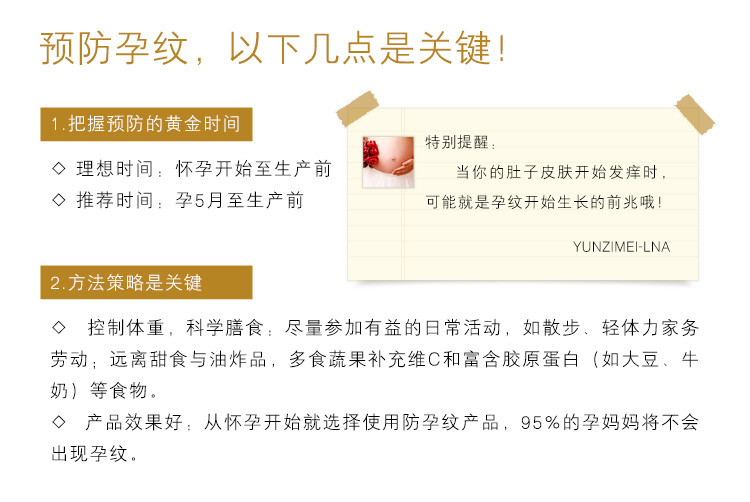 预防孕纹，以下几点是关键！
1.把握预防的黄金时间
◇ 理想时间：怀孕开始至生产前
◇ 推荐时间：孕5月至生产前
特别提醒：
当你的肚子皮肤开始发痒时，
可能就是孕纹开始生长的前兆哦！
YUNZIMEI-LNA
2.方法策略是关键
◇ 控制体重，科学膳食：尽量参加有益的日常活动，如散步、轻体力家务
劳动；远离甜食与油炸品，多食蔬果补充维C和富含胶原蛋白（如大豆、牛
奶）等食物。
◇ 产品效果好：从怀孕开始就选择使用防孕纹产品，95%的孕妈妈将不会
出现孕纹。